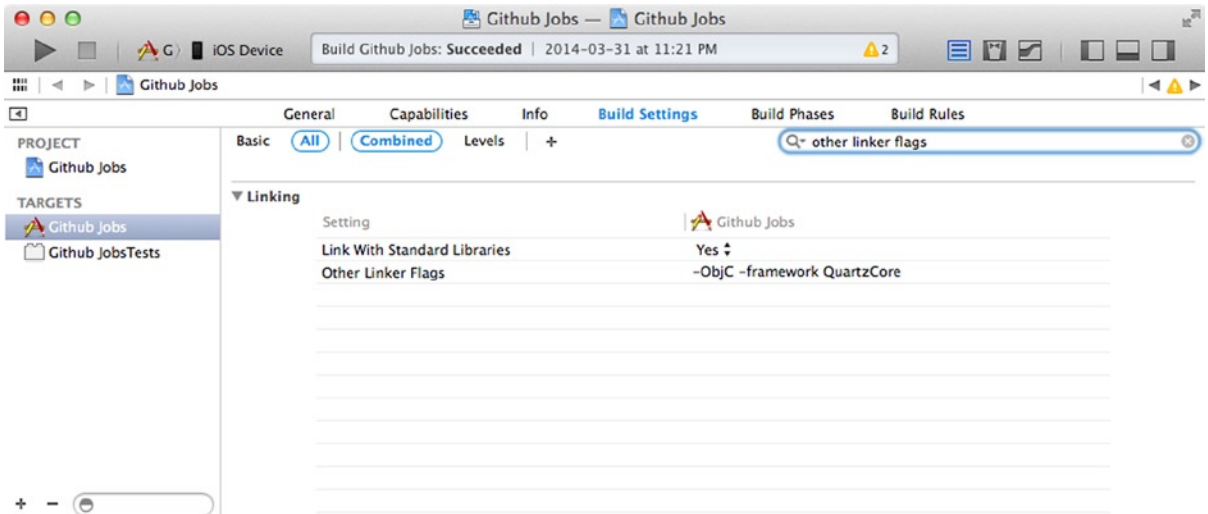 Github Jobs — Github Jobs
G iOS Device Build Github Jobs: Succeeded | 2014-03-31 at 11:21 PM 2
Github Jobs
General Capabilities Info Build Settings Build Phases Build Rules
PROJECT
Github Jobs
TARGETS
Github Jobs
Github JobsTests
Basic All Combined Levels + other linker flags
Linking
Setting Github Jobs
Link With Standard Libraries Yes
Other Linker Flags -ObjC -framework QuartzCore